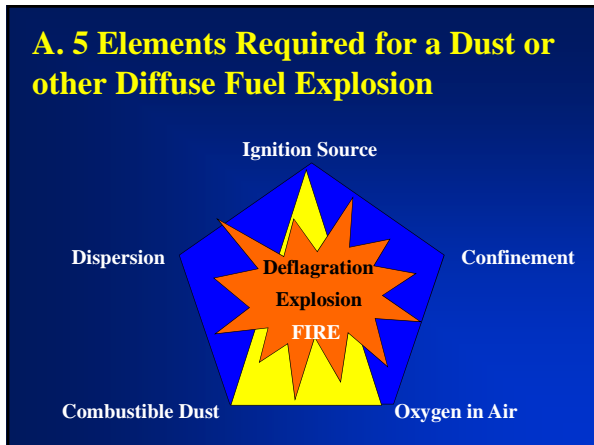 A. 5 Elements Required for a Dust or
other Diffuse Fuel Explosion
Ignition Source
Dispersion
Confinement
Deflagration
Explosion
FIRE
Combustible Dust
Oxygen in Air